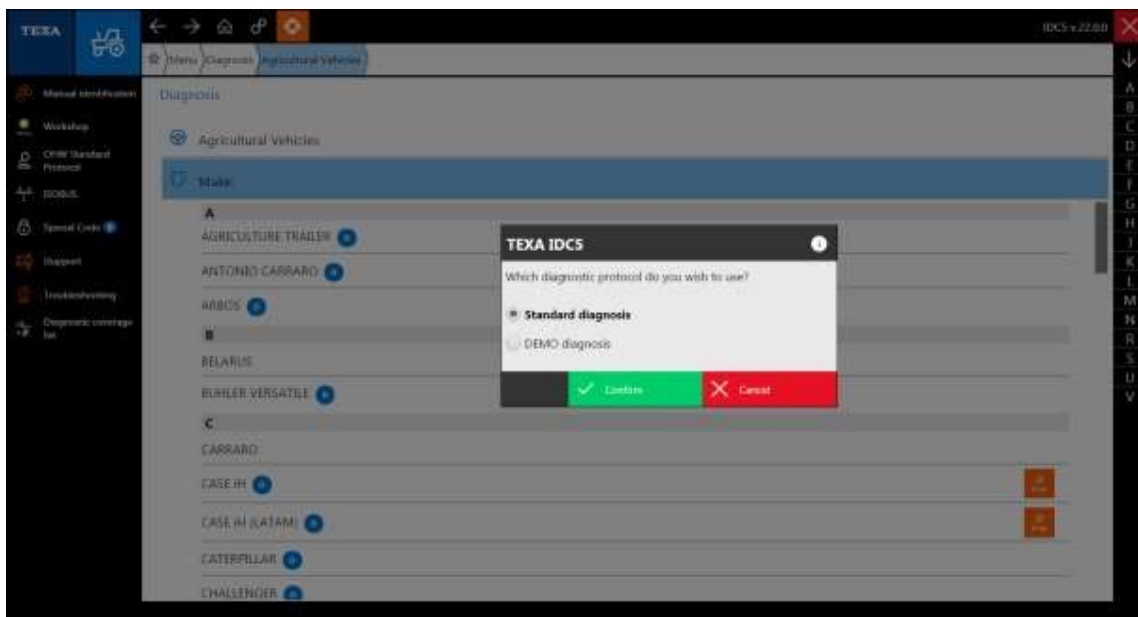 TEXA
IDC5 v.22.0.0
Menu
Diagnosis
Agricultural Vehicles
Manual Identification
Workshop
OHW Standard
Protocol
ISOBUS
Special Code
Support
Troubleshooting
Diagnostic coverage
list
Diagnosis
Agricultural Vehicles
Make:
A
AGRICULTURE TRAILER
ANTONIO CARRARO
ARBOS
B
BELARUS
BUHLER VERSATILE
C
CARRARO
CASE IH
CASE IH (LATAM)
CATERPILLAR
CHALLENGER
TEXA IDC5
Which diagnostic protocol do you wish to use?
Standard diagnosis
DEMO diagnosis
Confirm
Cancel
A
B
C
D
E
F
G
H
J
K
L
M
N
R
S
U
V